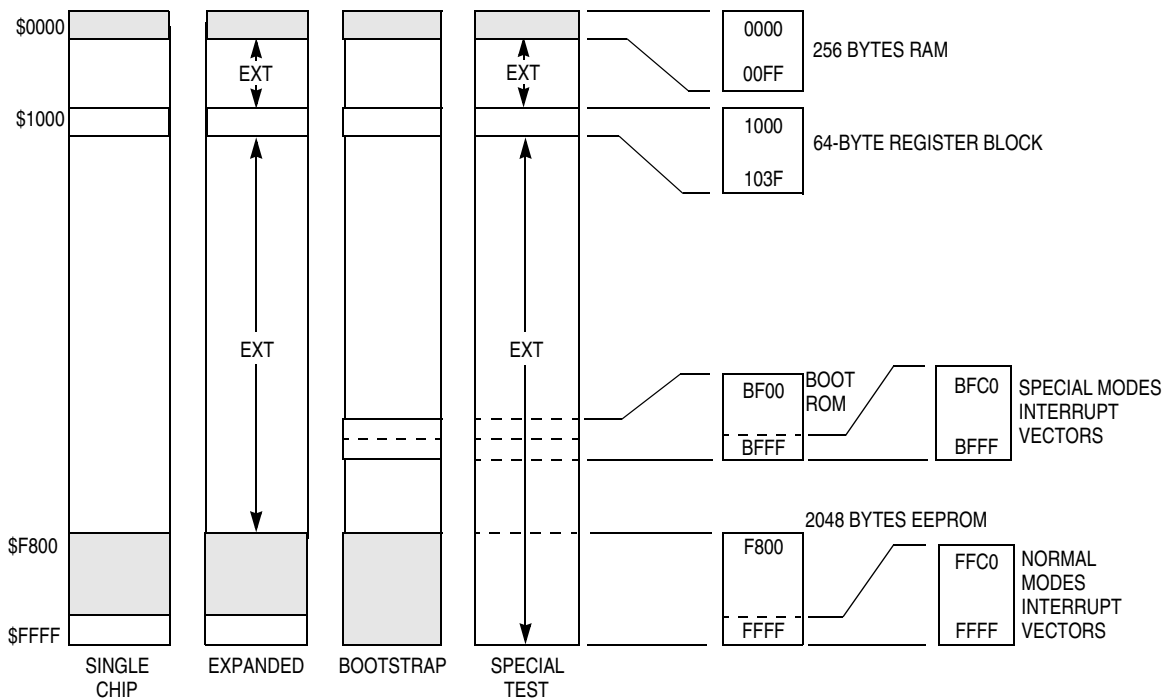 $0000
0000
256 BYTES RAM
EXT
EXT
00FF
$1000
1000
64-BYTE REGISTER BLOCK
103F
EXT
EXT
BF00
BOOT
ROM
BFFF
BFC0
SPECIAL MODES
INTERRUPT
VECTORS
BFFF
2048 BYTES EEPROM
$F800
F800
FFC0
NORMAL
MODES
INTERRUPT
VECTORS
$FFFF
FFFF
FFFF
SINGLE
CHIP
EXPANDED
BOOTSTRAP
SPECIAL
TEST